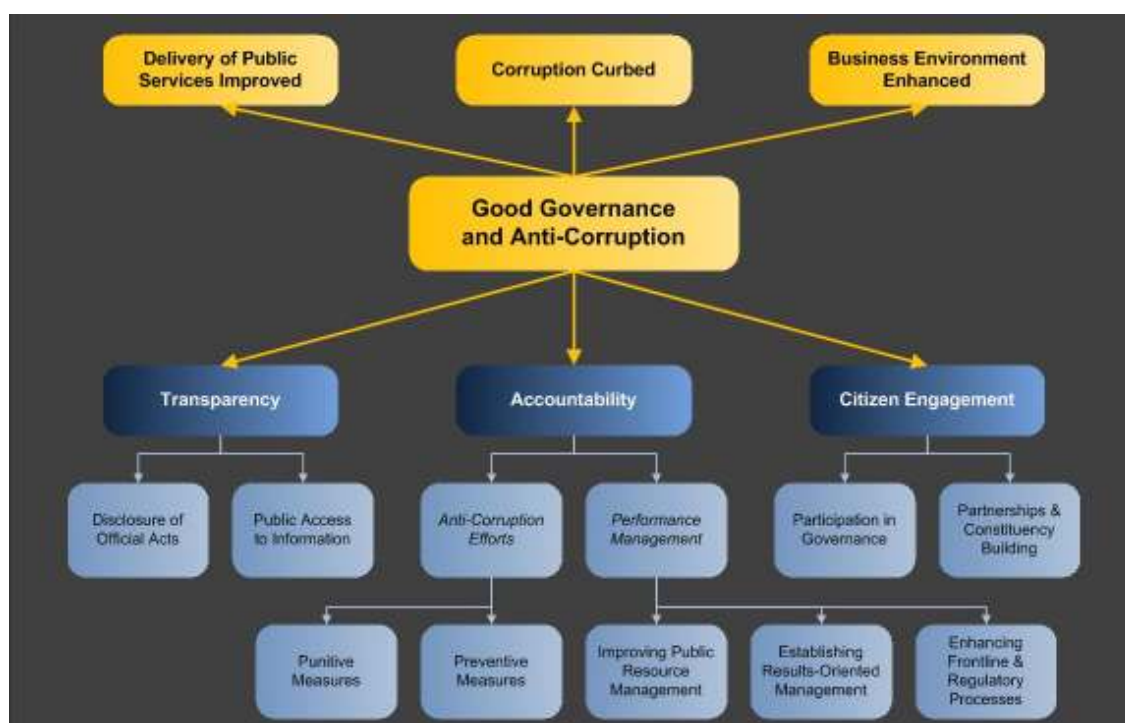 Delivery of Public
Services Improved
Corruption Curbed
Business Environment
Enhanced
Good Governance
and Anti-Corruption
Transparency
Accountability
Citizen Engagement
Disclosure of
Official Acts
Public Access
to Information
Anti-Corruption
Efforts
Performance
Management
Participation in
Governance
Partnerships &
Constituency
Building
Punitive
Measures
Preventive
Measures
Improving Public
Resource
Management
Establishing
Results-Oriented
Management
Enhancing
Frontline &
Regulatory
Processes